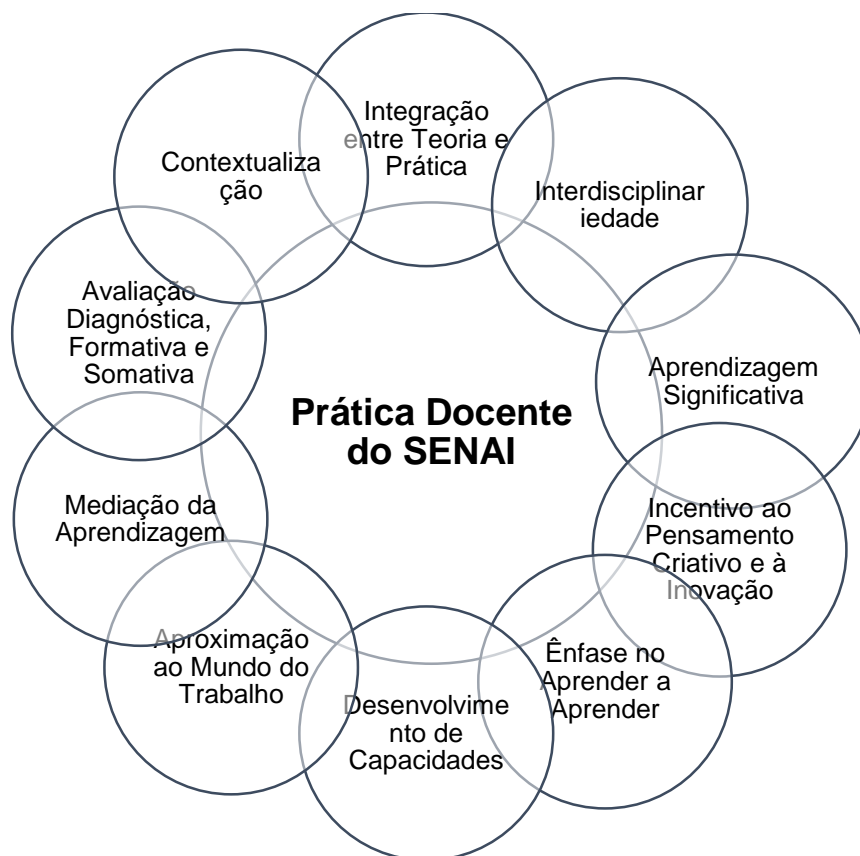 Integração
entre Teoria e
Prática
Interdisciplinar
iedade
Aprendizagem
Significativa
Incentivo ao
Pensamento
Criativo e à
Inovação
Ênfase no
Aprender a
Aprender
Desenvolvime
nto de
Capacidades
Aproximação
ao Mundo do
Trabalho
Mediação da
Aprendizagem
Avaliação
Diagnóstica,
Formativa e
Somativa
Contextualiza
ção
Prática Docente
do SENAI